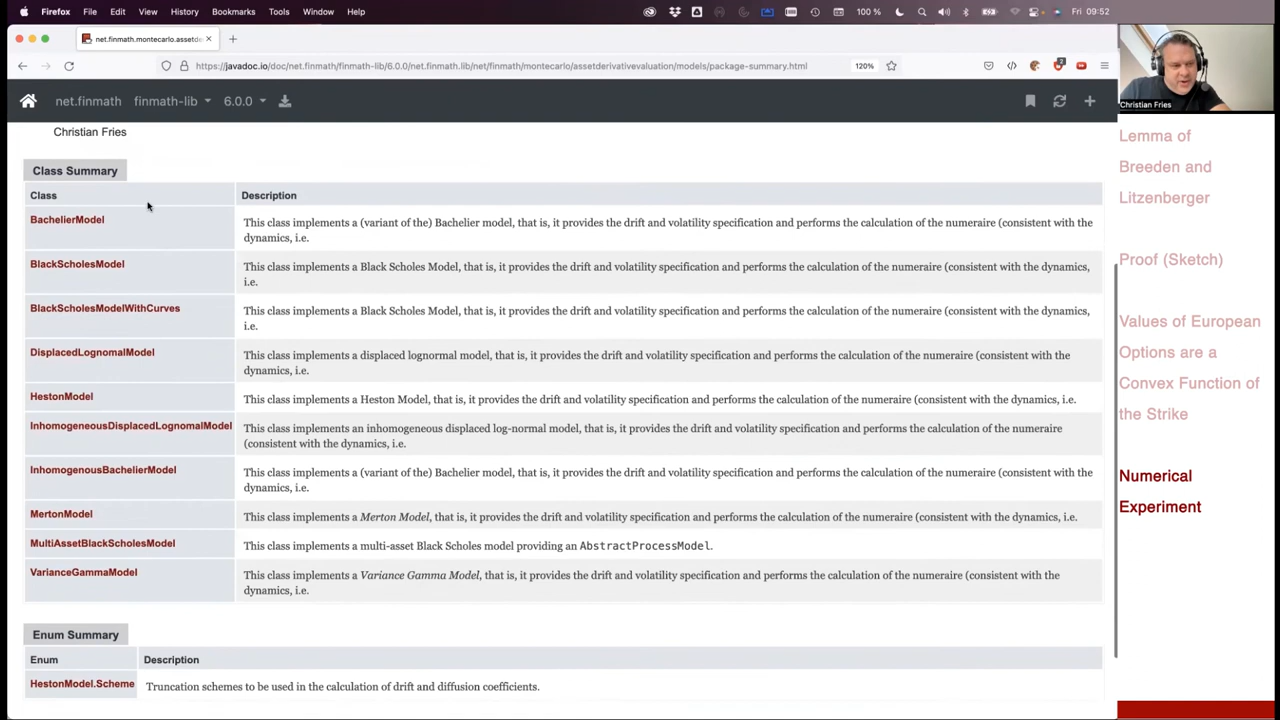 Firefox File Edit View History Bookmarks Tools Window Help 100 % Fri 09:52
net.finmath.montecarlo.assetde
https://javadoc.io/doc/net.finmath/finmath-lib/6.0.0/net.finmath.lib/net/finmath/montecarlo/assetderivativevaluation/models/package-summary.html 120%
net.finmath finmath-lib 6.0.0
Christian Fries
Christian Fries
Class Summary
Class Description
BachelierModel This class implements a (variant of the) Bachelier model, that is, it provides the drift and volatility specification and performs the calculation of the numeraire (consistent with the
dynamics, i.e.
BlackScholesModel This class implements a Black Scholes Model, that is, it provides the drift and volatility specification and performs the calculation of the numeraire (consistent with the dynamics,
i.e.
BlackScholesModelWithCurves This class implements a Black Scholes Model, that is, it provides the drift and volatility specification and performs the calculation of the numeraire (consistent with the dynamics,
i.e.
DisplacedLognomalModel This class implements a displaced lognormal model, that is, it provides the drift and volatility specification and performs the calculation of the numeraire (consistent with the
dynamics, i.e.
HestonModel This class implements a Heston Model, that is, it provides the drift and volatility specification and performs the calculation of the numeraire (consistent with the dynamics, i.e.
InhomogeneousDisplacedLognomalModel This class implements an inhomogeneous displaced log-normal model, that is, it provides the drift and volatility specification and performs the calculation of the numeraire
(consistent with the dynamics, i.e.
InhomogenousBachelierModel This class implements a (variant of the) Bachelier model, that is, it provides the drift and volatility specification and performs the calculation of the numeraire (consistent with the
dynamics, i.e.
MertonModel This class implements a Merton Model, that is, it provides the drift and volatility specification and performs the calculation of the numeraire (consistent with the dynamics, i.e.
MultiAssetBlackScholesModel This class implements a multi-asset Black Scholes model providing an AbstractProcessModel.
VarianceGammaModel This class implements a Variance Gamma Model, that is, it provides the drift and volatility specification and performs the calculation of the numeraire (consistent with the
dynamics, i.e.
Enum Summary
Enum Description
HestonModel.Scheme Truncation schemes to be used in the calculation of drift and diffusion coefficients.
Lemma of
Breeden and
Litzenberger
Proof (Sketch)
Values of European
Options are a
Convex Function of
the Strike
Numerical
Experiment